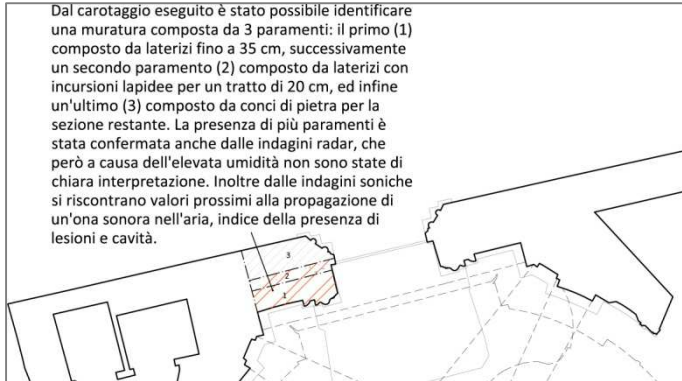 Dal carotaggio eseguito è stato possibile identificare
una muratura composta da 3 paramenti: il primo (1)
composto da laterizi fino a 35 cm, successivamente
un secondo paramento (2) composto da laterizi con
incursioni lapidee per un tratto di 20 cm, ed infine
un'ultimo (3) composto da conci di pietra per la
sezione restante. La presenza di più paramenti è
stata confermata anche dalle indagini radar, che
però a causa dell'elevata umidità non sono state di
chiara interpretazione. Inoltre dalle indagini soniche
si riscontrano valori prossimi alla propagazione di
un'ona sonora nell'aria, indice della presenza di
lesioni e cavità.
3
2
1